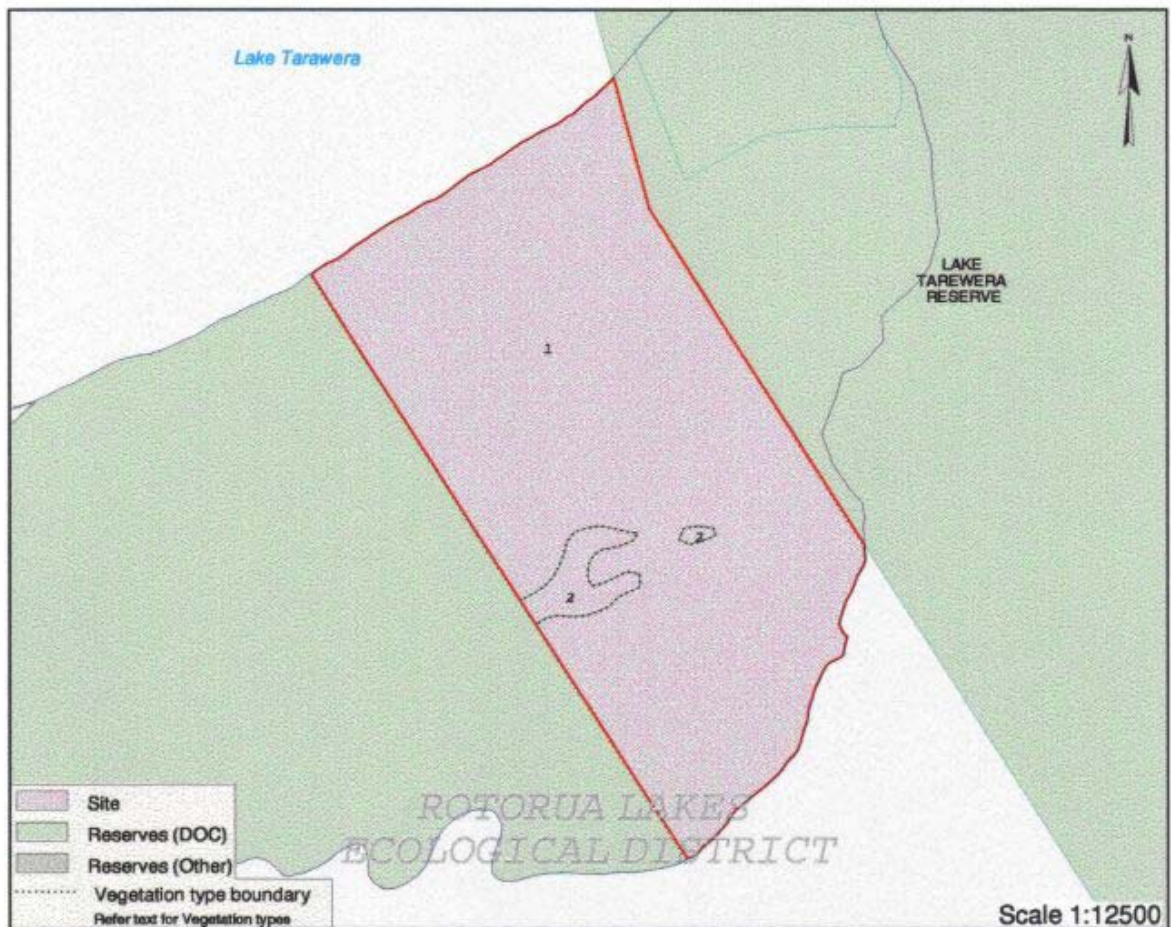 Lake Tarawera
N
LAKE
TAREWERA
RESERVE
1
2
2
ROTORUA LAKES
ECOLOGICAL DISTRICT
Site
Reserves (DOC)
Reserves (Other)
Vegetation type boundary
Refer text for Vegetation types
Scale 1:12500